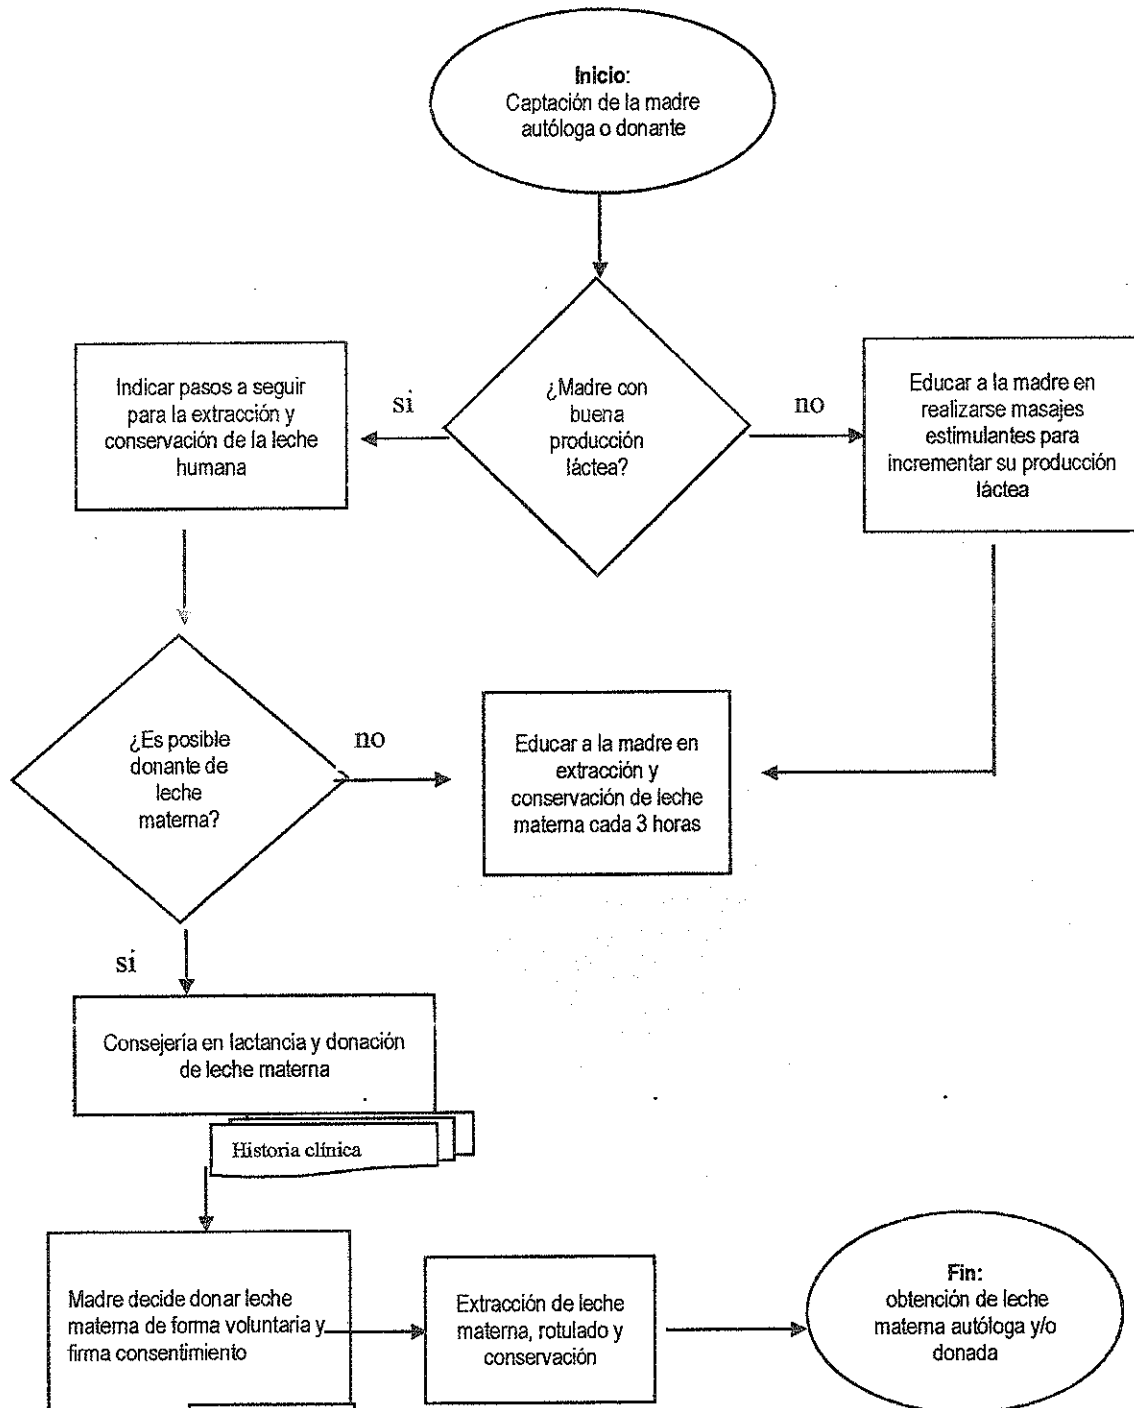 Inicio:
Captación de la madre
autóloga o donante
Indicar pasos a seguir
para la extracción y
conservación de la leche
humana
si
¿Madre con
buena
producción
láctea?
no
Educar a la madre en
realizarse masajes
estimulantes para
incrementar su producción
láctea
¿Es posible
donante de
leche
materna?
no
Educar a la madre en
extracción y
conservación de leche
materna cada 3 horas
si
Consejería en lactancia y donación
de leche materna
Historia clínica
Madre decide donar leche
materna de forma voluntaria y
firma consentimiento
Extracción de leche
materna, rotulado y
conservación
Fin:
obtención de leche
materna autóloga y/o
donada